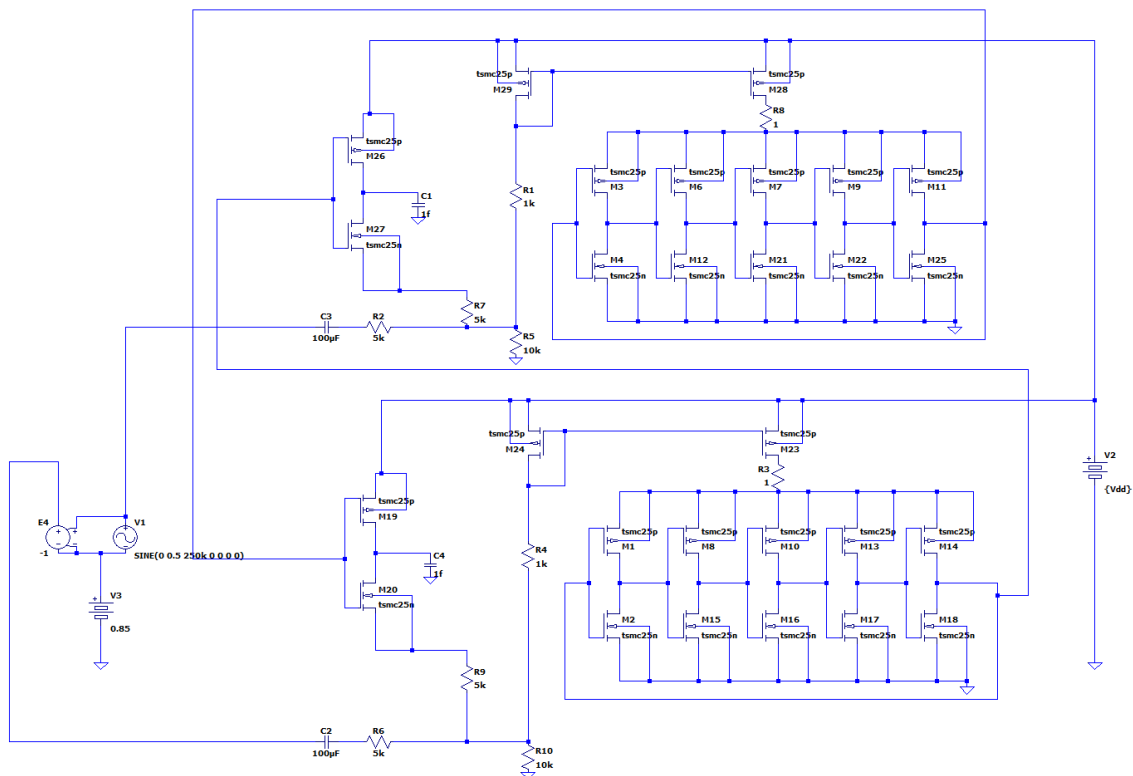 tsmc25p
M29
tsmc25p
M28
R8
1
tsmc25p
M26
tsmc25p
M3
tsmc25p
M6
tsmc25p
M7
tsmc25p
M9
tsmc25p
M11
R1
1k
C1
1f
M27
tsmc25n
M4
tsmc25n
M12
tsmc25n
M21
tsmc25n
M22
tsmc25n
M25
tsmc25n
R7
5k
C3
100µF
R2
5k
R5
10k
tsmc25p
M24
tsmc25p
M23
R3
1
V2
{Vdd}
tsmc25p
M19
E4
-1
V1
SINE(0 0.5 250k 0 0 0 0)
tsmc25p
M1
tsmc25p
M8
tsmc25p
M10
tsmc25p
M13
tsmc25p
M14
R4
1k
C4
1f
M20
tsmc25n
V3
0.85
M2
tsmc25n
M15
tsmc25n
M16
tsmc25n
M17
tsmc25n
M18
tsmc25n
R9
5k
C2
100µF
R6
5k
R10
10k